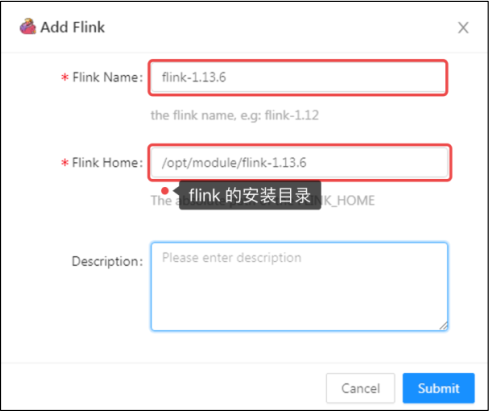 Add Flink
* Flink Name: flink-1.13.6
the flink name, e.g: flink-1.12
* Flink Home: /opt/module/flink-1.13.6
flink 的安装目录
The NK_HOME
Description: Please enter description
Cancel Submit